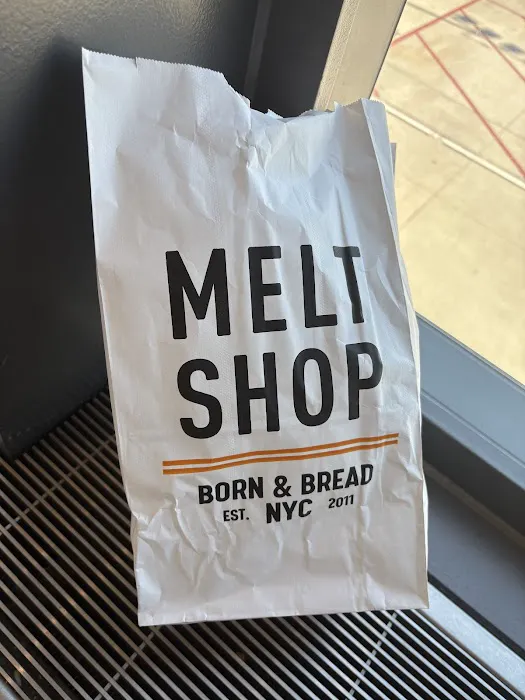 MELT
SHOP
BORN & BREAD
EST. NYC 2011